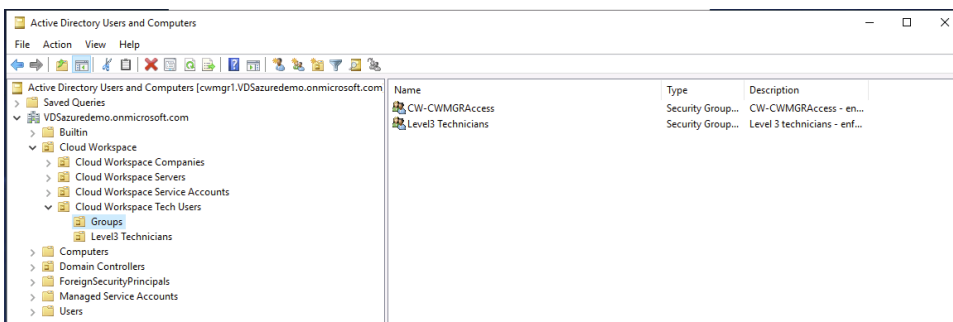 Active Directory Users and Computers
File Action View Help
Active Directory Users and Computers [cwmgr1.VDSazuredemo.onmicrosoft.com
Saved Queries
VDSazuredemo.onmicrosoft.com
Builtin
Cloud Workspace
Cloud Workspace Companies
Cloud Workspace Servers
Cloud Workspace Service Accounts
Cloud Workspace Tech Users
Groups
Level3 Technicians
Computers
Domain Controllers
ForeignSecurityPrincipals
Managed Service Accounts
Users
Name Type Description
CW-CWMGRAccess Security Group... CW-CWMGRAccess - en...
Level3 Technicians Security Group... Level 3 technicians - enf...